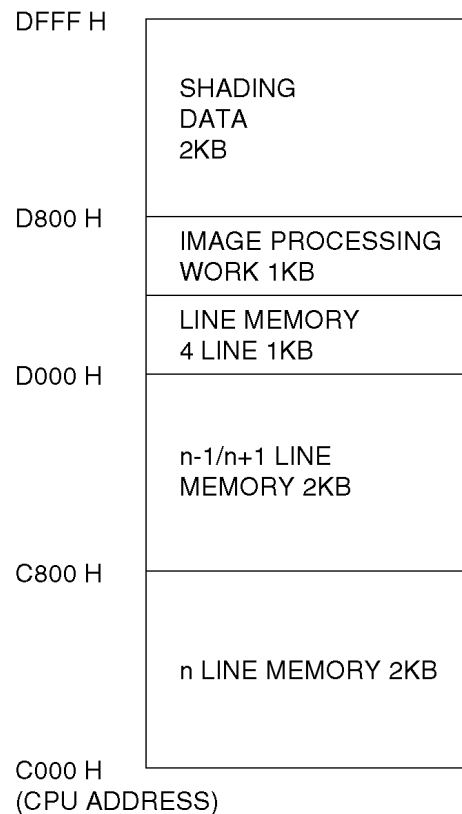 DFFF H
SHADING
DATA
2KB
D800 H
IMAGE PROCESSING
WORK 1KB
LINE MEMORY
4 LINE 1KB
D000 H
n-1/n+1 LINE
MEMORY 2KB
C800 H
n LINE MEMORY 2KB
C000 H
(CPU ADDRESS)